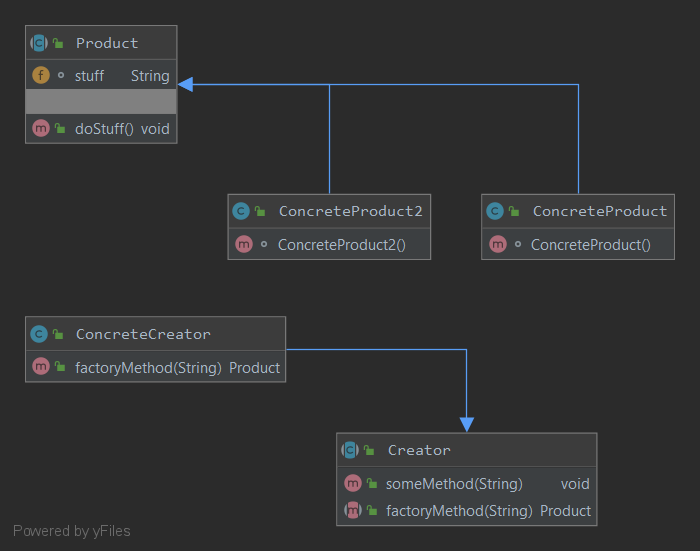 Product
stuff String
doStuff() void
ConcreteProduct2
ConcreteProduct2()
ConcreteProduct
ConcreteProduct()
ConcreteCreator
factoryMethod(String) Product
Creator
someMethod(String) void
factoryMethod(String) Product
Powered by yFiles